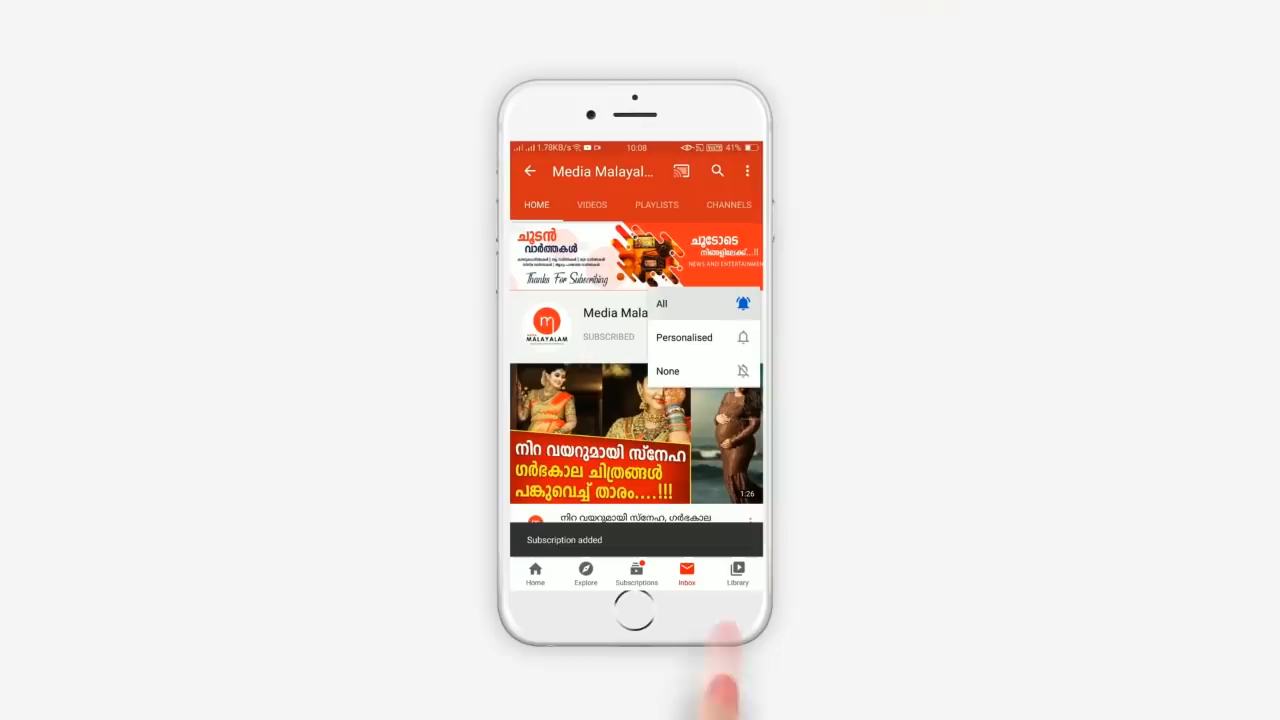 1.78KB/s 10:08 41%
Media Malayal...
HOME VIDEOS PLAYLISTS CHANNELS
ചൂടൻ
വാർത്തകൾ
Thanks For Subscribing
ചൂടോടെ
നിങ്ങളിലേക്ക്...!!
NEWS AND ENTERTAINMEN
Media Mala
SUBSCRIBED
All
Personalised
None
m
MALAYALAM
നിറ വയറുമായി സ്നേഹ
ഗർഭകാല ചിത്രങ്ങൾ
പങ്കുവെച്ച് താരം....!!!
1:26
നിറ വയറുമായി സ്നേഹ, ഗർഭകാല
Subscription added
Home Explore Subscriptions Inbox Library